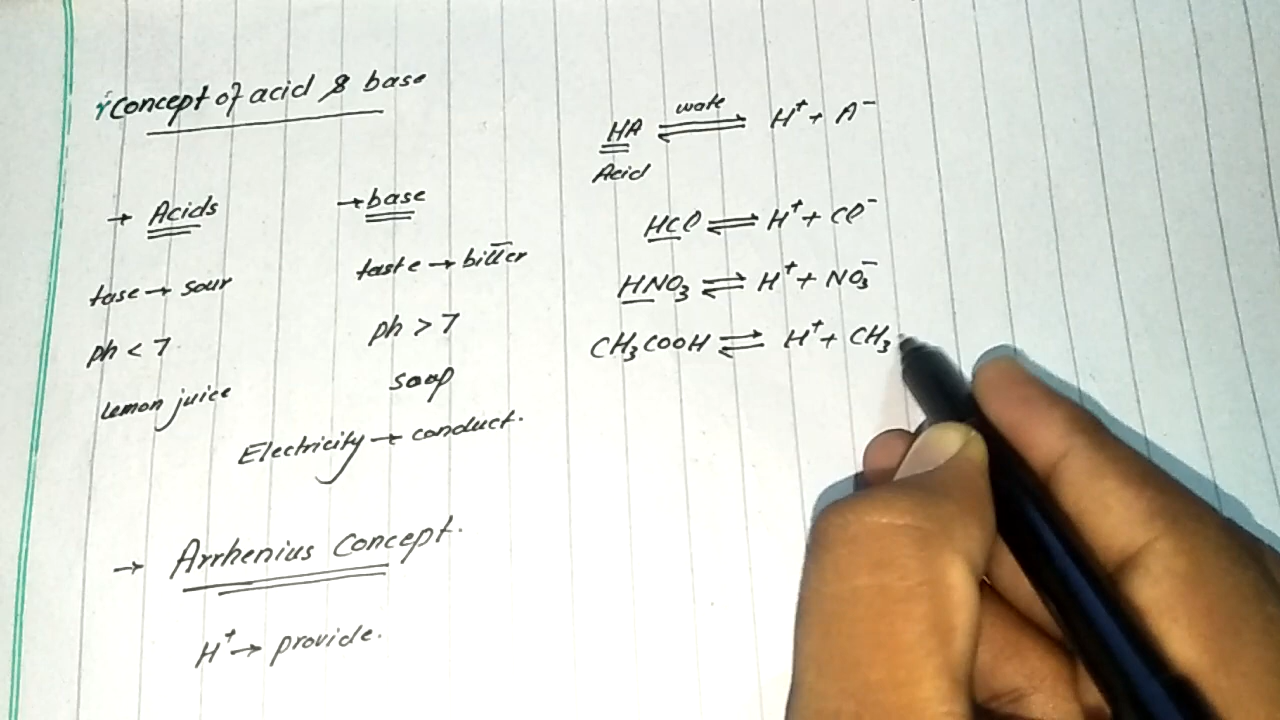 Concept of acid & base
→ Acids
tase → sour
ph < 7
Lemon juice
→ base
taste → bitter
ph > 7
soap
Electricity → conduct.
→ Arrhenius Concept.
H⁺ → provide.
wate
HA ⇌ H⁺ + A⁻
Acid
HCl ⇌ H⁺ + Cl⁻
HNO₃ ⇌ H⁺ + NO₃⁻
CH₃COOH ⇌ H⁺ + CH₃